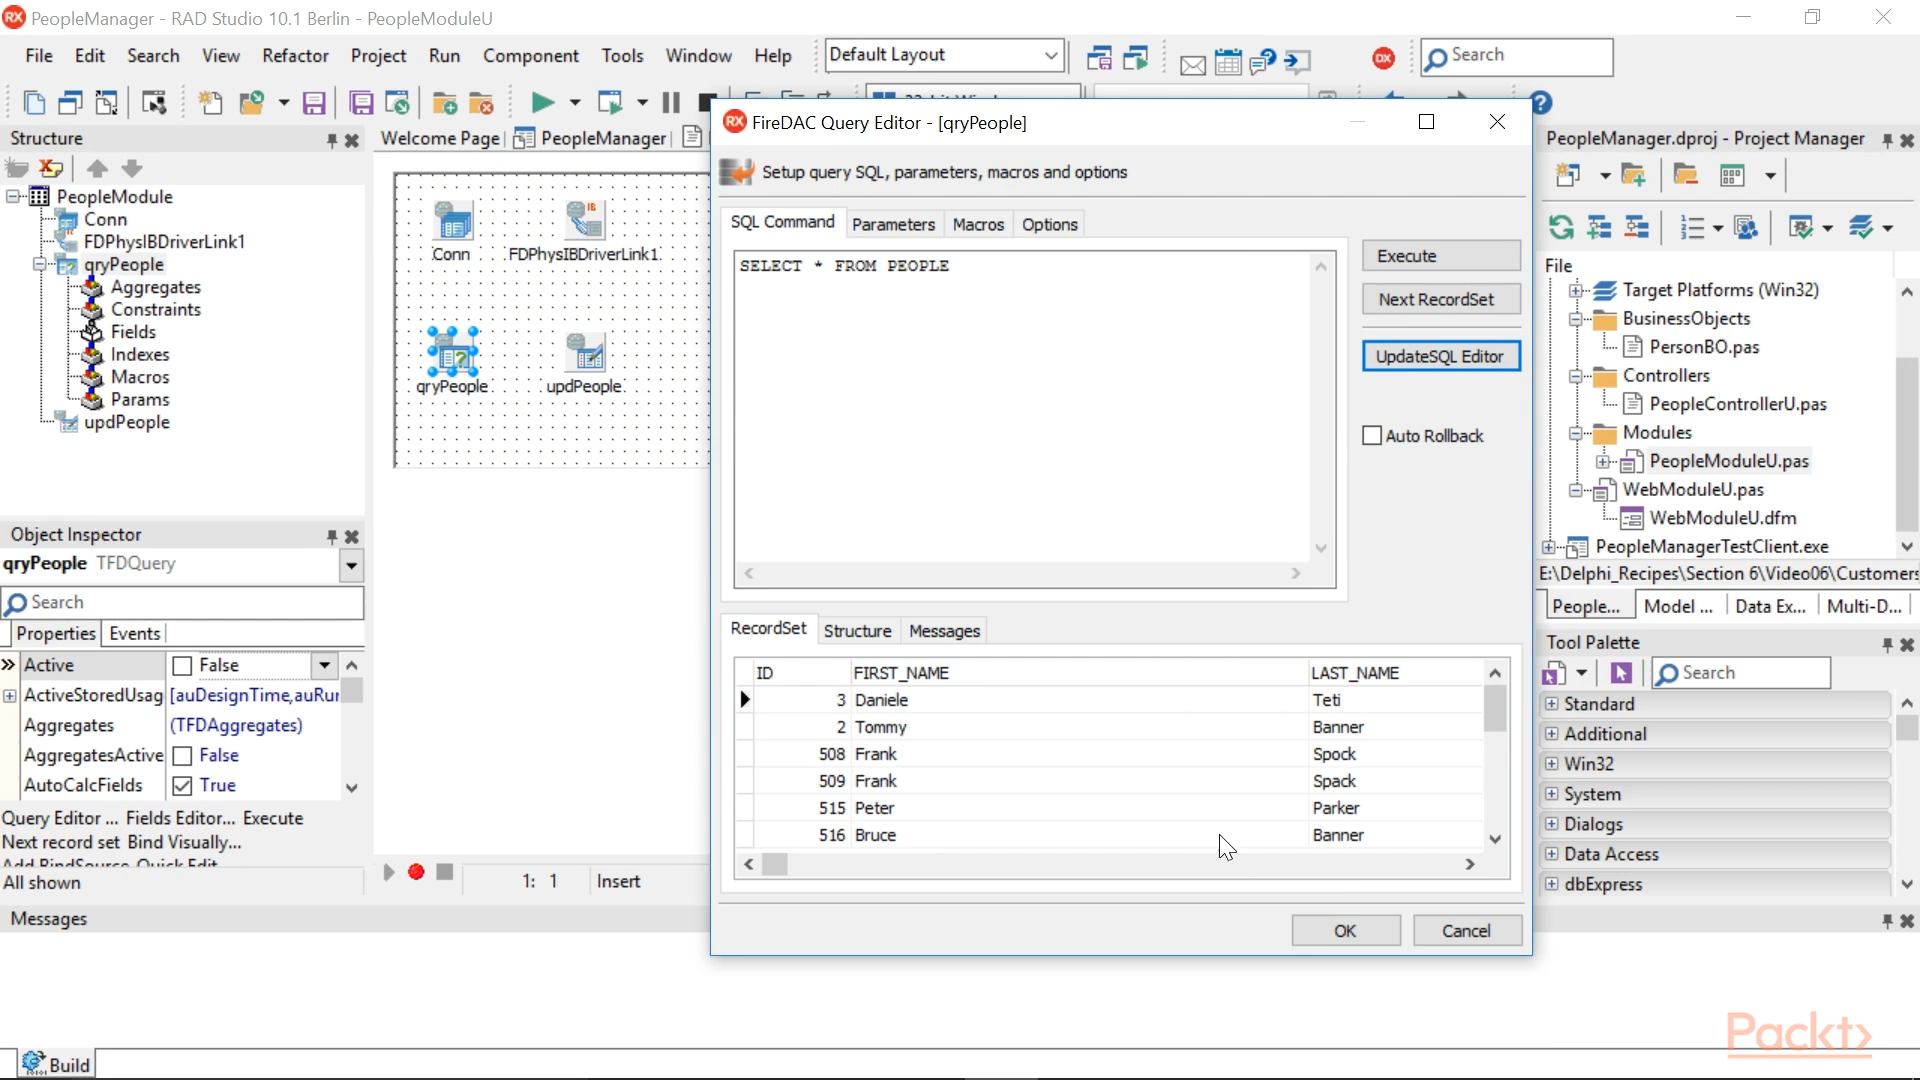 PeopleManager - RAD Studio 10.1 Berlin - PeopleModuleU
File Edit Search View Refactor Project Run Component Tools Window Help Default Layout Search
Structure
Welcome Page PeopleManager
PeopleModule
Conn
FDPhysIBDriverLink1
qryPeople
Aggregates
Constraints
Fields
Indexes
Macros
Params
updPeople
Conn FDPhysIBDriverLink1
qryPeople updPeople
Object Inspector
qryPeople TFDQuery
Search
Properties Events
Active False
ActiveStoredUsag [auDesignTime,auRur
Aggregates (TFDAggregates)
AggregatesActive False
AutoCalcFields True
Query Editor ... Fields Editor... Execute
Next record set Bind Visually...
Add BindSource Quick Edit
All shown
1: 1 Insert
Messages
Build
FireDAC Query Editor - [qryPeople]
Setup query SQL, parameters, macros and options
SQL Command Parameters Macros Options
SELECT * FROM PEOPLE
Execute
Next RecordSet
UpdateSQL Editor
Auto Rollback
RecordSet Structure Messages
ID FIRST_NAME LAST_NAME
3 Daniele Teti
2 Tommy Banner
508 Frank Spock
509 Frank Spack
515 Peter Parker
516 Bruce Banner
OK Cancel
PeopleManager.dproj - Project Manager
File
Target Platforms (Win32)
BusinessObjects
PersonBO.pas
Controllers
PeopleControllerU.pas
Modules
PeopleModuleU.pas
WebModuleU.pas
WebModuleU.dfm
PeopleManagerTestClient.exe
E:\Delphi_Recipes\Section 6\Video06\Customers
People... Model ... Data Ex... Multi-D...
Tool Palette
Search
Standard
Additional
Win32
System
Dialogs
Data Access
dbExpress
Packt